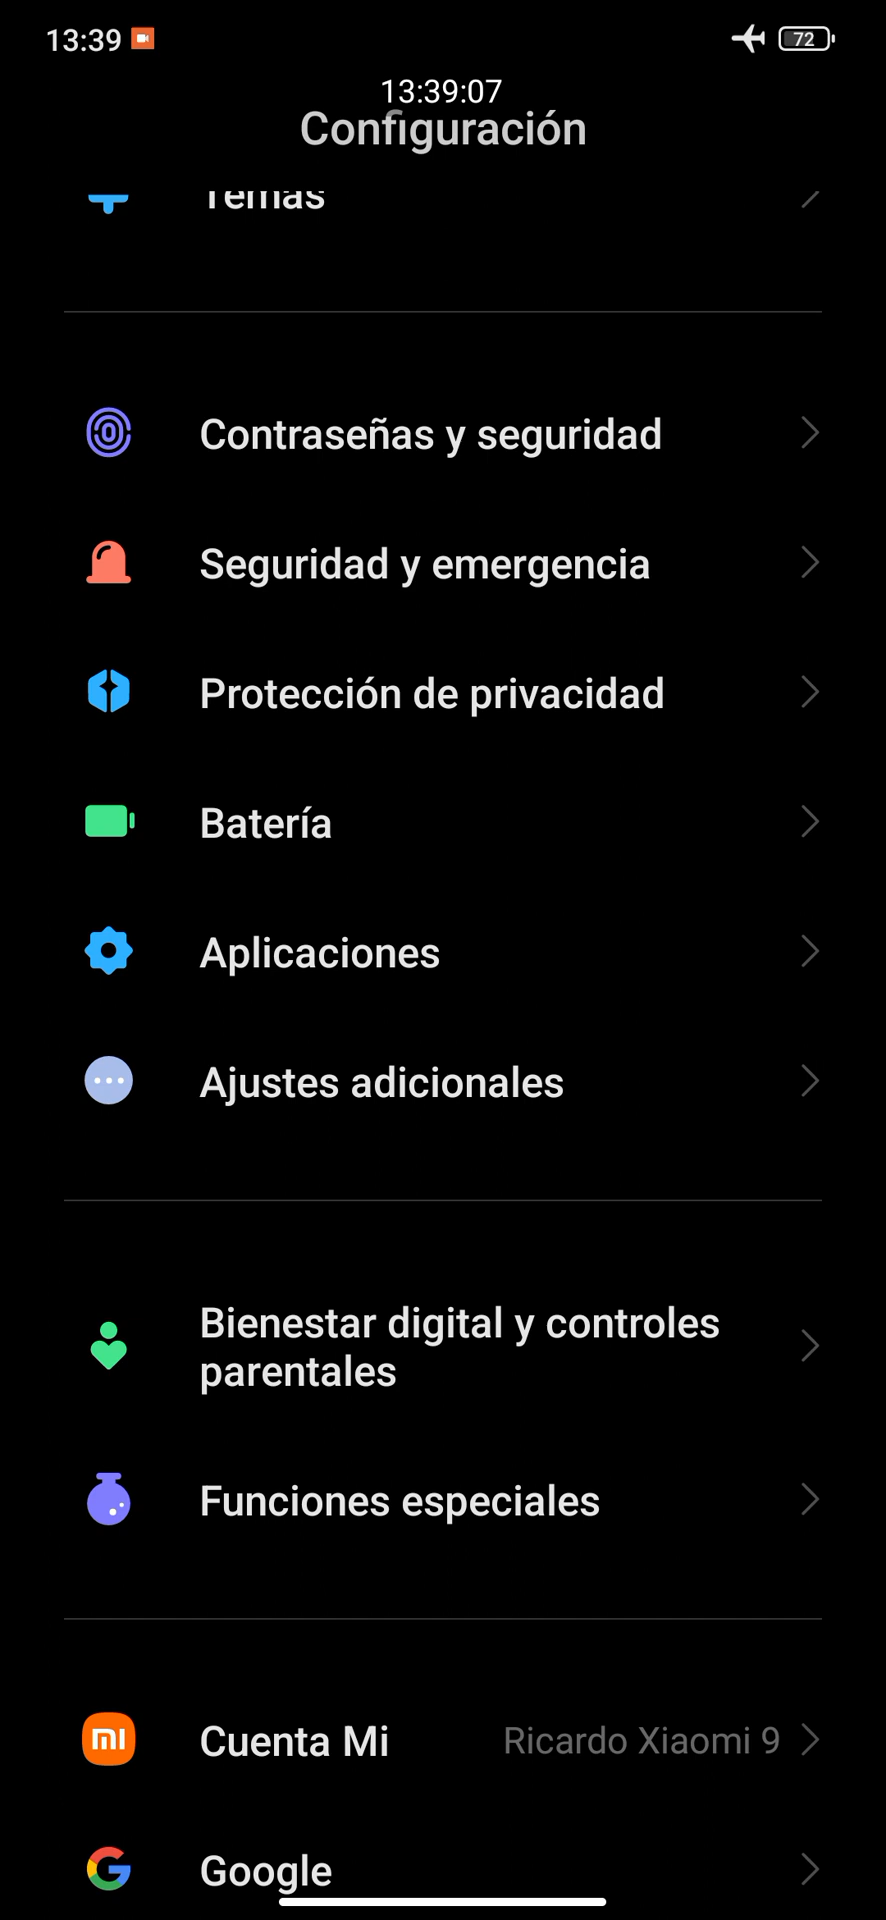 13:39
72
13:39:07
Configuración
Temas
Contraseñas y seguridad
Seguridad y emergencia
Protección de privacidad
Batería
Aplicaciones
Ajustes adicionales
Bienestar digital y controles
parentales
Funciones especiales
Cuenta Mi Ricardo Xiaomi 9
Google